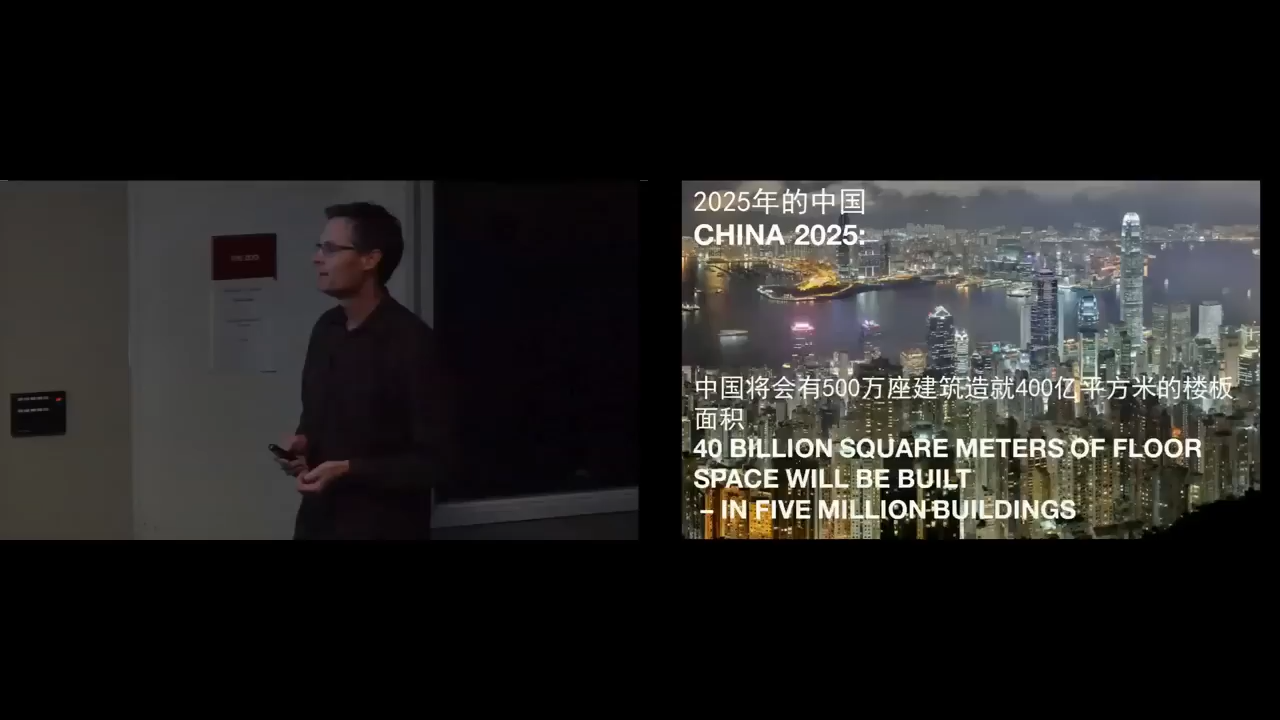 2025年的中国
CHINA 2025:
中国将会有500万座建筑造就400亿平方米的楼板
面积
40 BILLION SQUARE METERS OF FLOOR
SPACE WILL BE BUILT
– IN FIVE MILLION BUILDINGS